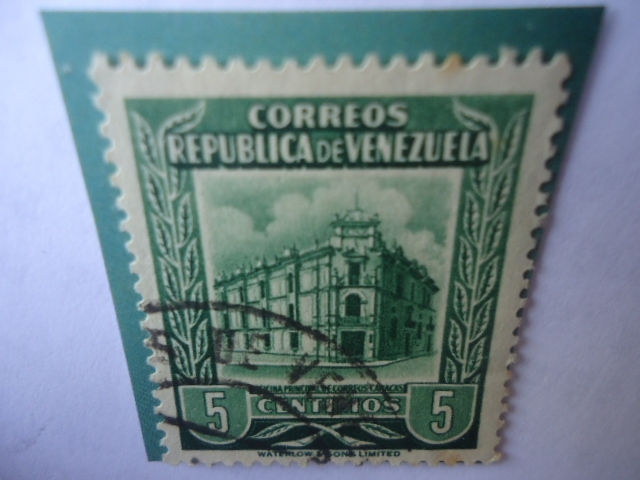 CORREOS
REPUBLICA DE VENEZUELA
OFICINA PRINCIPAL DE CORREOS-CARACAS
5 CENTIMOS 5
WATERLOW & SONS LIMITED